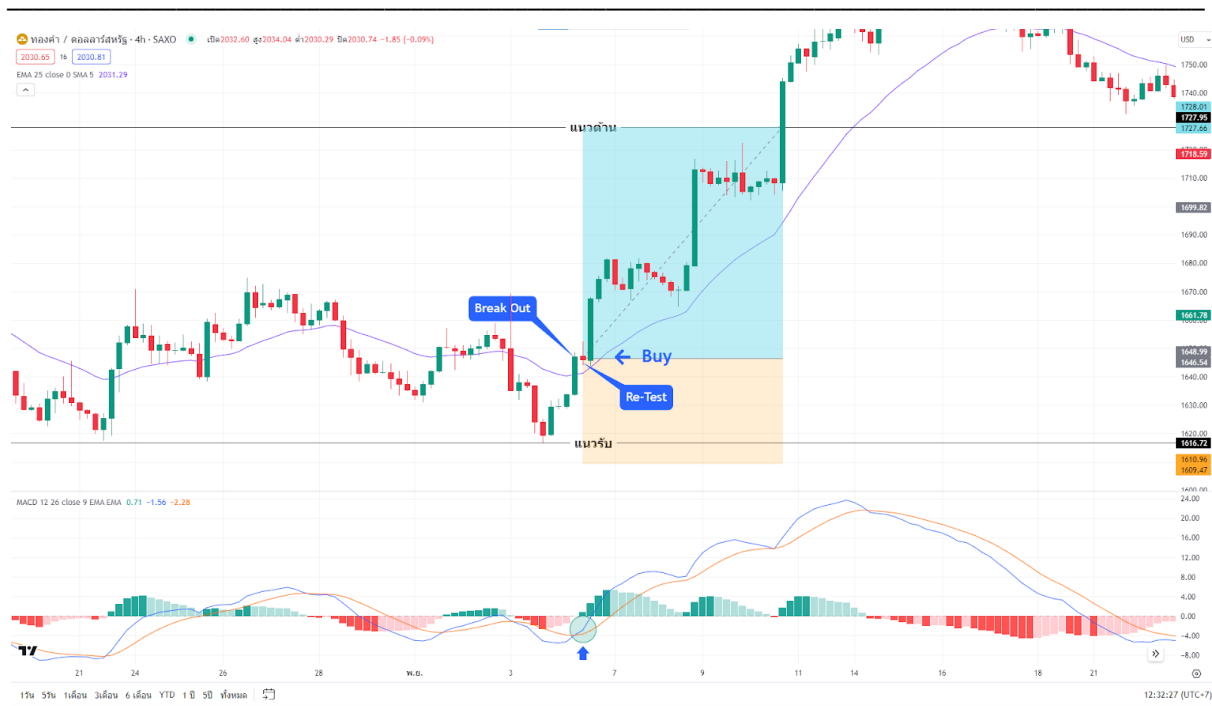 ทองคำ / ดอลลาร์สหรัฐ · 4h · SAXO เปิด2032.60 สูง2034.04 ต่ำ2030.29 ปิด2030.74 −1.85 (−0.09%)
2030.65 16 2030.81
EMA 25 close 0 SMA 5 2031.29
USD
1750.00
1740.00
1728.01
1727.95
1727.66
1718.59
1710.00
1699.82
1690.00
1680.00
1670.00
1661.78
1648.99
1646.54
1640.00
1630.00
1620.00
1616.72
1610.96
1609.47
1600.00
แนวต้าน
Break Out
← Buy
Re-Test
แนวรับ
MACD 12 26 close 9 EMA EMA 0.71 −1.56 −2.28
24.00
20.00
16.00
12.00
8.00
4.00
0.00
−4.00
−8.00
21 24 26 28 พ.ย. 3 7 9 11 14 16 18 21
1วัน 5วัน 1เดือน 3เดือน 6 เดือน YTD 1 ปี 5ปี ทั้งหมด 12:32:27 (UTC+7)